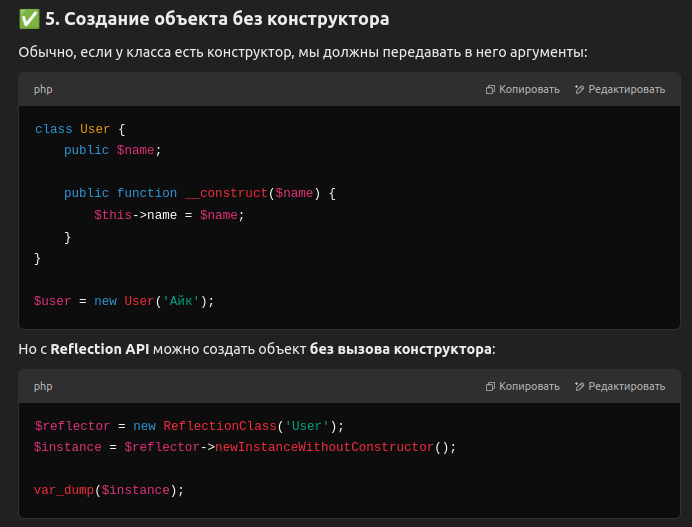 ✅ 5. Создание объекта без конструктора
Обычно, если у класса есть конструктор, мы должны передавать в него аргументы:
php Копировать Редактировать
class User {
    public $name;
    public function __construct($name) {
        $this->name = $name;
    }
}
$user = new User('Айк');
Но с Reflection API можно создать объект без вызова конструктора:
php Копировать Редактировать
$reflector = new ReflectionClass('User');
$instance = $reflector->newInstanceWithoutConstructor();
var_dump($instance);